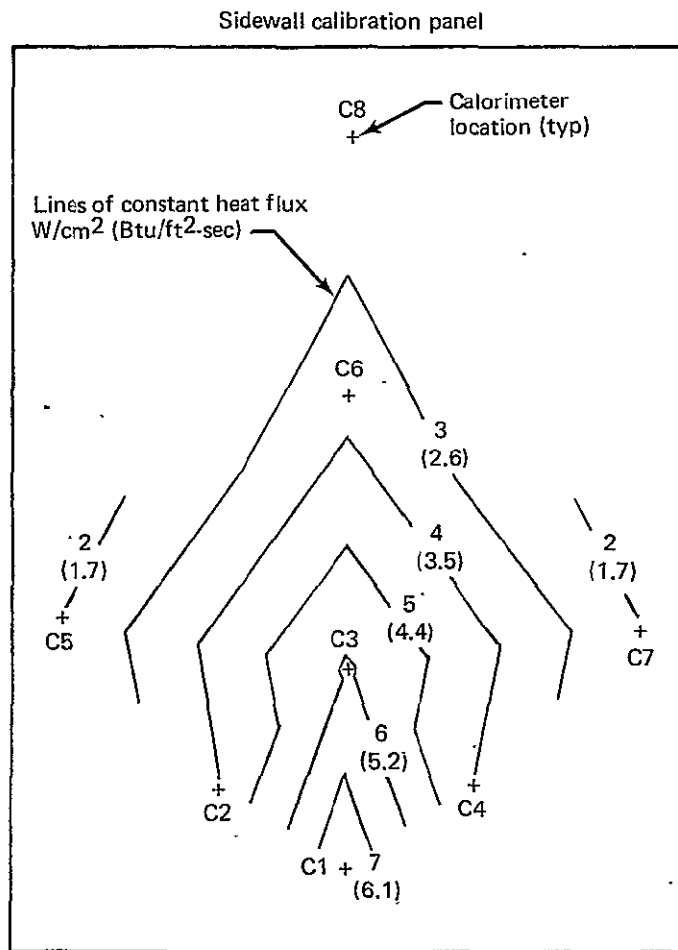 Sidewall calibration panel
C8
Calorimeter
location (typ)
Lines of constant heat flux
W/cm² (Btu/ft²-sec)
C6
3
(2.6)
2
(1.7)
4
(3.5)
2
(1.7)
5
(4.4)
C5
C3
C7
6
(5.2)
C2
C4
C1
7
(6.1)